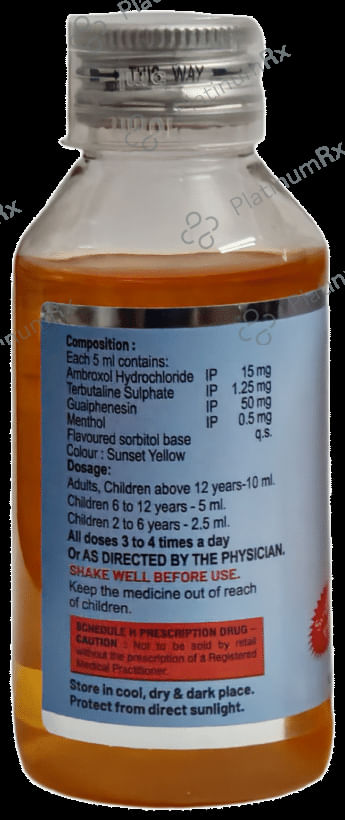 THIS WAY
PlatinumRx
PlatinumRx
Composition :
Each 5 ml contains:
Ambroxol Hydrochloride IP 15 mg
Terbutaline Sulphate IP 1.25 mg
Guaiphenesin IP 50 mg
Menthol IP 0.5 mg
Flavoured sorbitol base q.s.
Colour : Sunset Yellow
Dosage:
Adults, Children above 12 years-10 ml.
Children 6 to 12 years - 5 ml.
Children 2 to 6 years - 2.5 ml.
All doses 3 to 4 times a day
Or AS DIRECTED BY THE PHYSICIAN.
SHAKE WELL BEFORE USE.
Keep the medicine out of reach
of children.
SCHEDULE H PRESCRIPTION DRUG –
CAUTION : Not to be sold by retail
without the prescription of a Registered
Medical Practitioner.
Store in cool, dry & dark place.
Protect from direct sunlight.